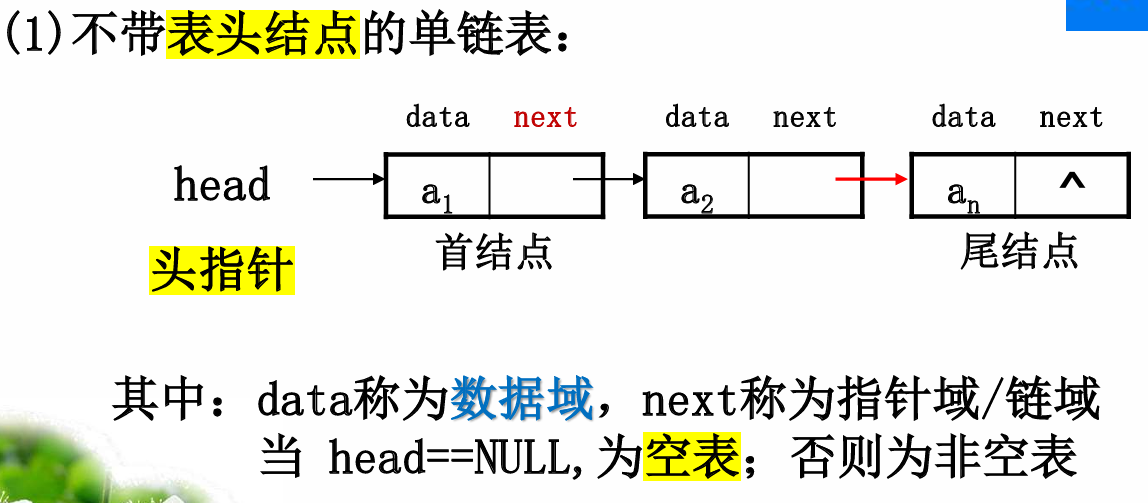 (1)不带表头结点的单链表：
data next data next data next
head a1 a2 an ^
首结点 尾结点
头指针
其中：data称为数据域，next称为指针域/链域
当 head==NULL,为空表；否则为非空表